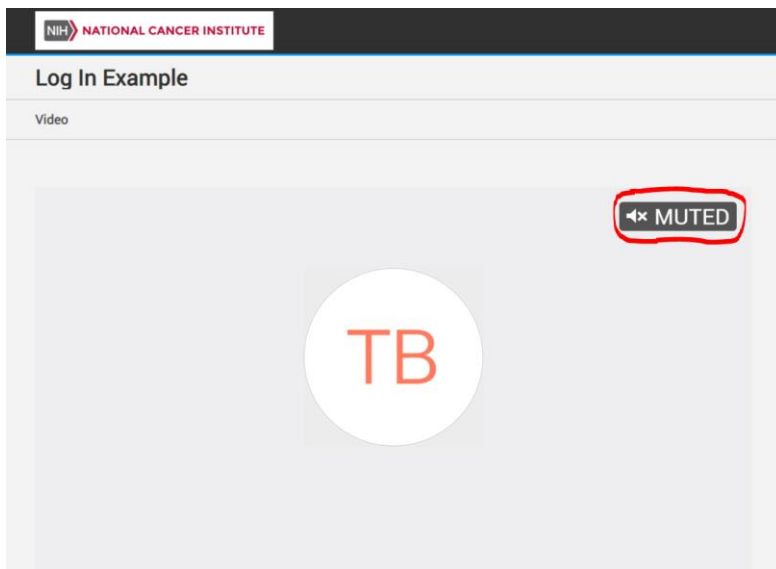 NIH NATIONAL CANCER INSTITUTE
Log In Example
Video
MUTED
TB